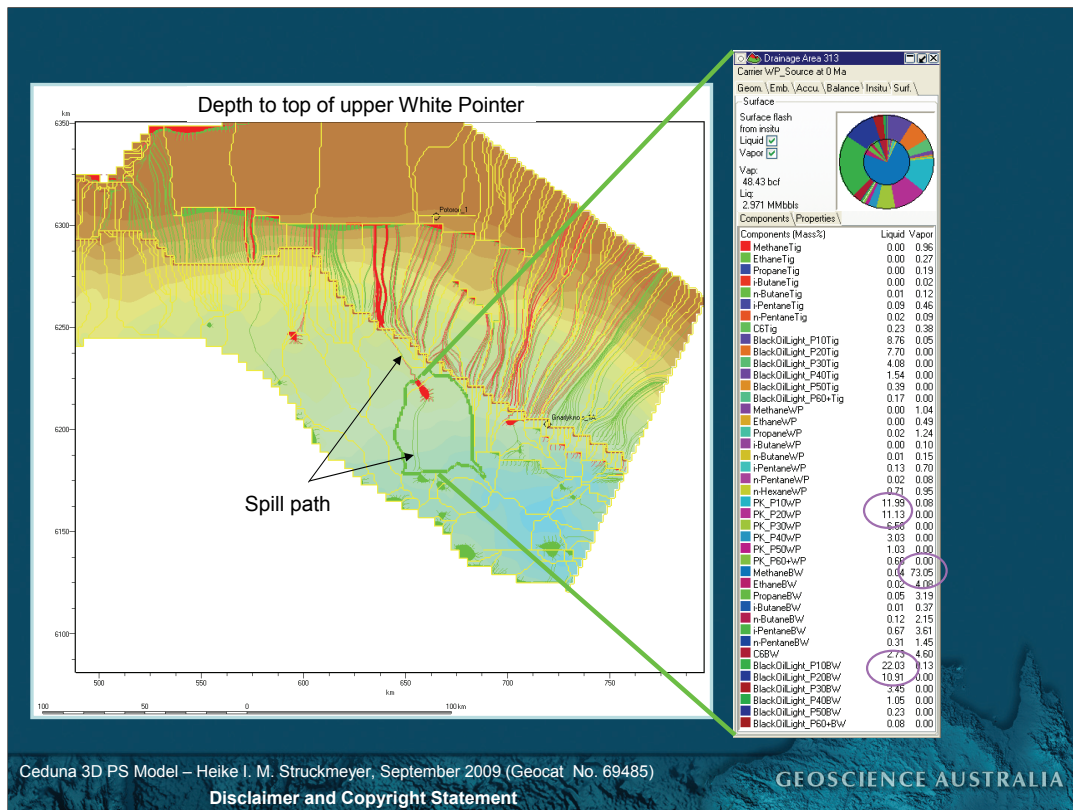 Depth to top of upper White Pointer
km
6350
6300
6250
6200
6150
6100
500
550
600
650
700
750
km
Potoroo_1
Spill path
100
50
0
100 km
Drainage Area 313
Carrier WP_Source at 0 Ma
Geom. Emb. Accu. Balance Insitu Surf.
Surface
Surface flash
from insitu
Liquid
Vapor
Vap:
48.43 bcf
Liq:
2.971 MMbbls
Components Properties
Components (Mass%) Liquid Vapor
MethaneTig 0.00 0.96
EthaneTig 0.00 0.27
PropaneTig 0.00 0.19
i-ButaneTig 0.00 0.02
n-ButaneTig 0.01 0.12
i-PentaneTig 0.09 0.46
n-PentaneTig 0.02 0.09
C6Tig 0.23 0.38
BlackOilLight_P10Tig 8.76 0.05
BlackOilLight_P20Tig 7.70 0.00
BlackOilLight_P30Tig 4.08 0.00
BlackOilLight_P40Tig 1.54 0.00
BlackOilLight_P50Tig 0.39 0.00
BlackOilLight_P60+Tig 0.17 0.00
MethaneWP 0.00 1.04
EthaneWP 0.00 0.49
PropaneWP 0.02 1.24
i-ButaneWP 0.00 0.10
n-ButaneWP 0.01 0.15
i-PentaneWP 0.13 0.70
n-PentaneWP 0.02 0.08
n-HexaneWP 0.71 0.95
PK_P10WP 11.99 0.08
PK_P20WP 11.13 0.00
PK_P30WP 0.00
PK_P40WP 3.03 0.00
PK_P50WP 1.03 0.00
PK_P60+WP 0.00
MethaneBW 0.04 73.05
EthaneBW 0.02 4.08
PropaneBW 0.05 3.19
i-ButaneBW 0.01 0.37
n-ButaneBW 0.12 2.15
i-PentaneBW 0.67 3.61
n-PentaneBW 0.31 1.45
C6BW 2.73 4.60
BlackOilLight_P10BW 22.03 0.13
BlackOilLight_P20BW 10.91 0.00
BlackOilLight_P30BW 3.45 0.00
BlackOilLight_P40BW 1.05 0.00
BlackOilLight_P50BW 0.23 0.00
BlackOilLight_P60+BW 0.08 0.00
Ceduna 3D PS Model – Heike I. M. Struckmeyer, September 2009 (Geocat No. 69485)
Disclaimer and Copyright Statement
GEOSCIENCE AUSTRALIA